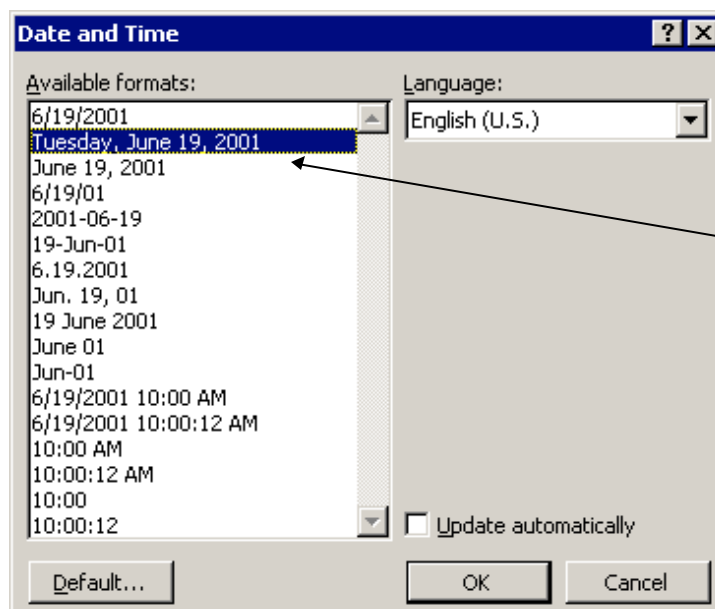 Date and Time
Available formats:
Language:
6/19/2001
English (U.S.)
Tuesday, June 19, 2001
June 19, 2001
6/19/01
2001-06-19
19-Jun-01
6.19.2001
Jun. 19, 01
19 June 2001
June 01
Jun-01
6/19/2001 10:00 AM
6/19/2001 10:00:12 AM
10:00 AM
10:00:12 AM
10:00
10:00:12
Update automatically
Default...
OK
Cancel